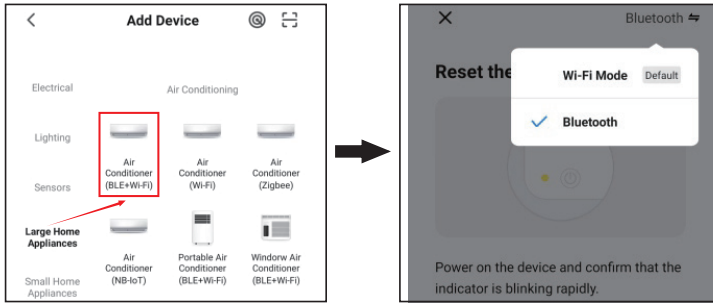 Add Device
Electrical
Air Conditioning
Lighting
Sensors
Air
Conditioner
(BLE+Wi-Fi)
Air
Conditioner
(Wi-Fi)
Air
Conditioner
(Zigbee)
Large Home
Appliances
Air
Conditioner
(NB-IoT)
Portable Air
Conditioner
(BLE+Wi-Fi)
Windorw Air
Conditioner
(BLE+Wi-Fi)
Small Home
Appliances
Bluetooth
Reset the
Wi-Fi Mode Default
Bluetooth
Power on the device and confirm that the
indicator is blinking rapidly.